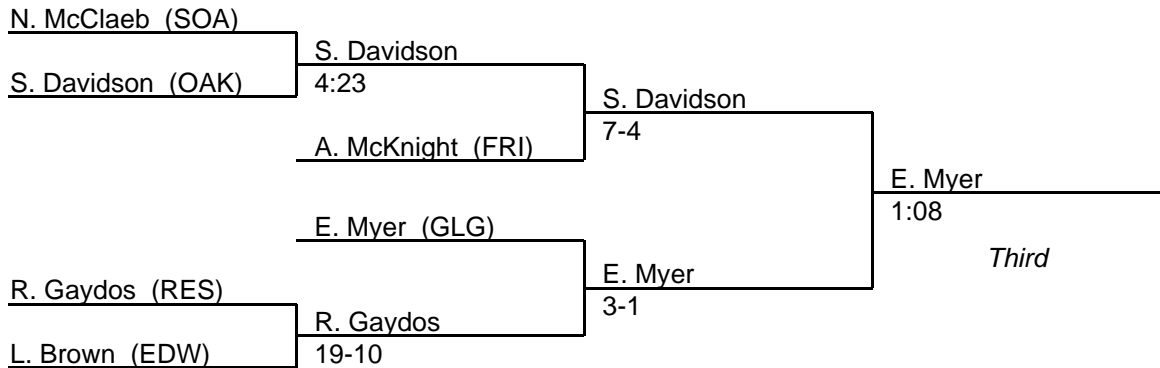 N. McClaeb (SOA)
S. Davidson
S. Davidson (OAK)
4:23
S. Davidson
7-4
A. McKnight (FRI)
E. Myer
1:08
E. Myer (GLG)
Third
E. Myer
R. Gaydos (RES)
3-1
R. Gaydos
L. Brown (EDW)
19-10